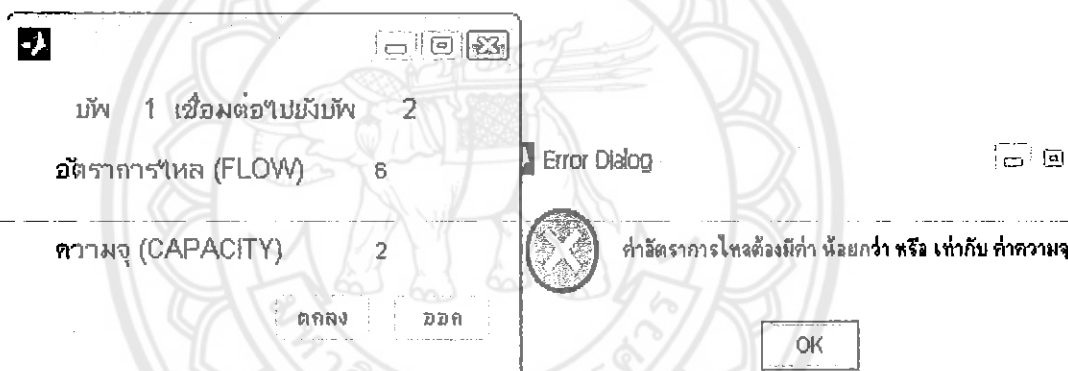 บัพ 1 เชื่อมต่อไปยังบัพ 2
อัตราการไหล (FLOW) 6
ความจุ (CAPACITY) 2
ตกลง ออก
Error Dialog
ค่าอัตราการไหลต้องมีค่า น้อยกว่า หรือ เท่ากับ ค่าความจุ
OK